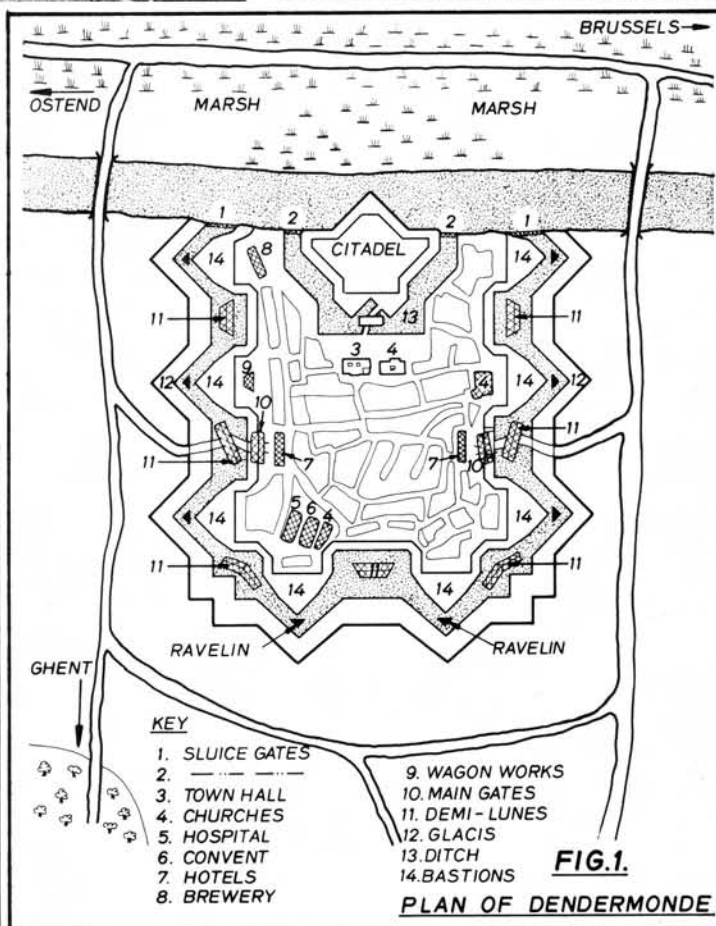 BRUSSELS
OSTEND
MARSH
MARSH
1
2
2
1
CITADEL
8
14
14
13
11
11
3
4
9
4
12
14
14
12
10
11
11
7
7
10
5
6
4
14
14
11
11
11
14
14
RAVELIN
RAVELIN
GHENT
KEY
1. SLUICE GATES
2. — ·· — — ·· —
3. TOWN HALL
4. CHURCHES
5. HOSPITAL
6. CONVENT
7. HOTELS
8. BREWERY
9. WAGON WORKS
10. MAIN GATES
11. DEMI-LUNES
12. GLACIS
13. DITCH
14. BASTIONS
FIG.1.
PLAN OF DENDERMONDE